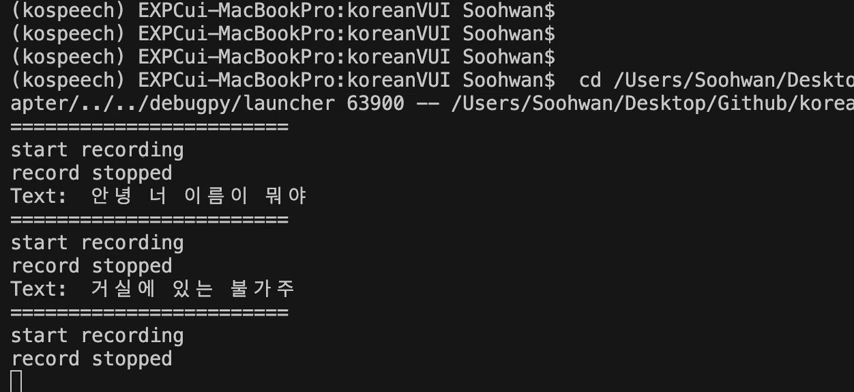 (kospeech) EXPCui-MacBookPro:koreanVUI Soohwan$
(kospeech) EXPCui-MacBookPro:koreanVUI Soohwan$
(kospeech) EXPCui-MacBookPro:koreanVUI Soohwan$
(kospeech) EXPCui-MacBookPro:koreanVUI Soohwan$  cd /Users/Soohwan/Deskto
apter/../../debugpy/launcher 63900 -- /Users/Soohwan/Desktop/Github/korea
========================
start recording
record stopped
Text:  안녕 너 이름이 뭐야
========================
start recording
record stopped
Text:  거실에 있는 불가주
========================
start recording
record stopped